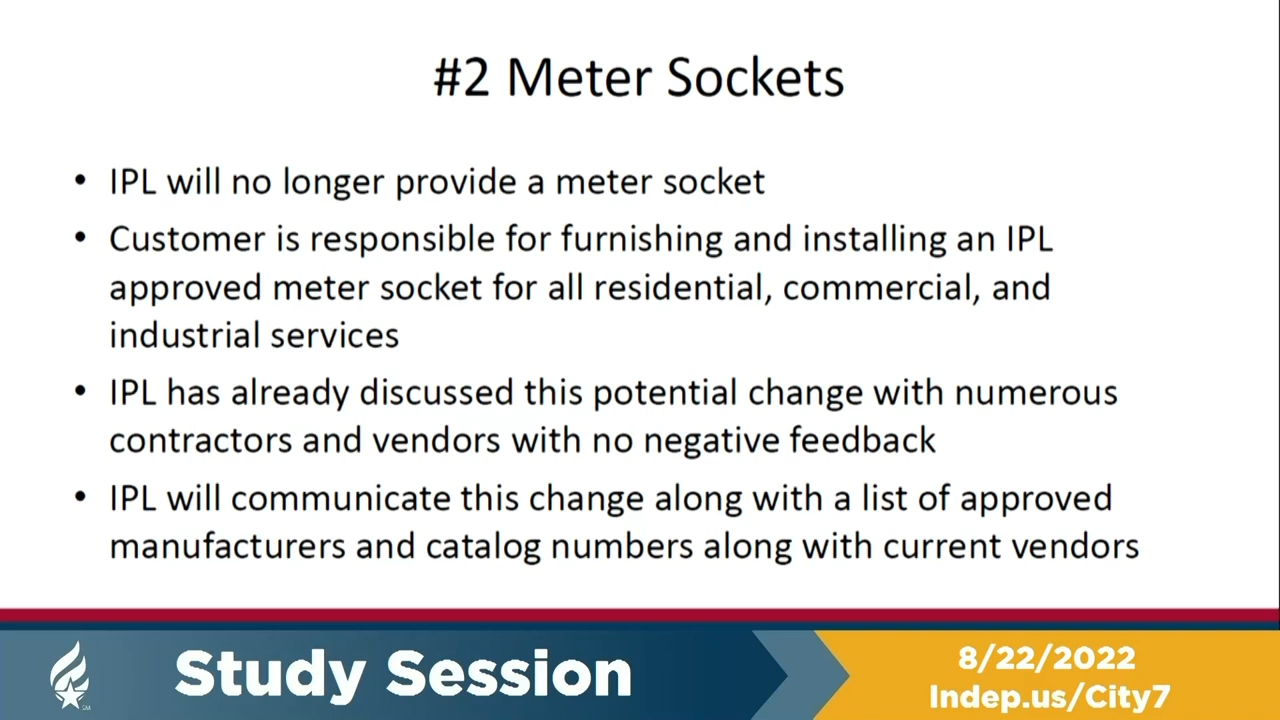 #2 Meter Sockets
• IPL will no longer provide a meter socket
• Customer is responsible for furnishing and installing an IPL
approved meter socket for all residential, commercial, and
industrial services
• IPL has already discussed this potential change with numerous
contractors and vendors with no negative feedback
• IPL will communicate this change along with a list of approved
manufacturers and catalog numbers along with current vendors
Study Session
8/22/2022
Indep.us/City7
SM